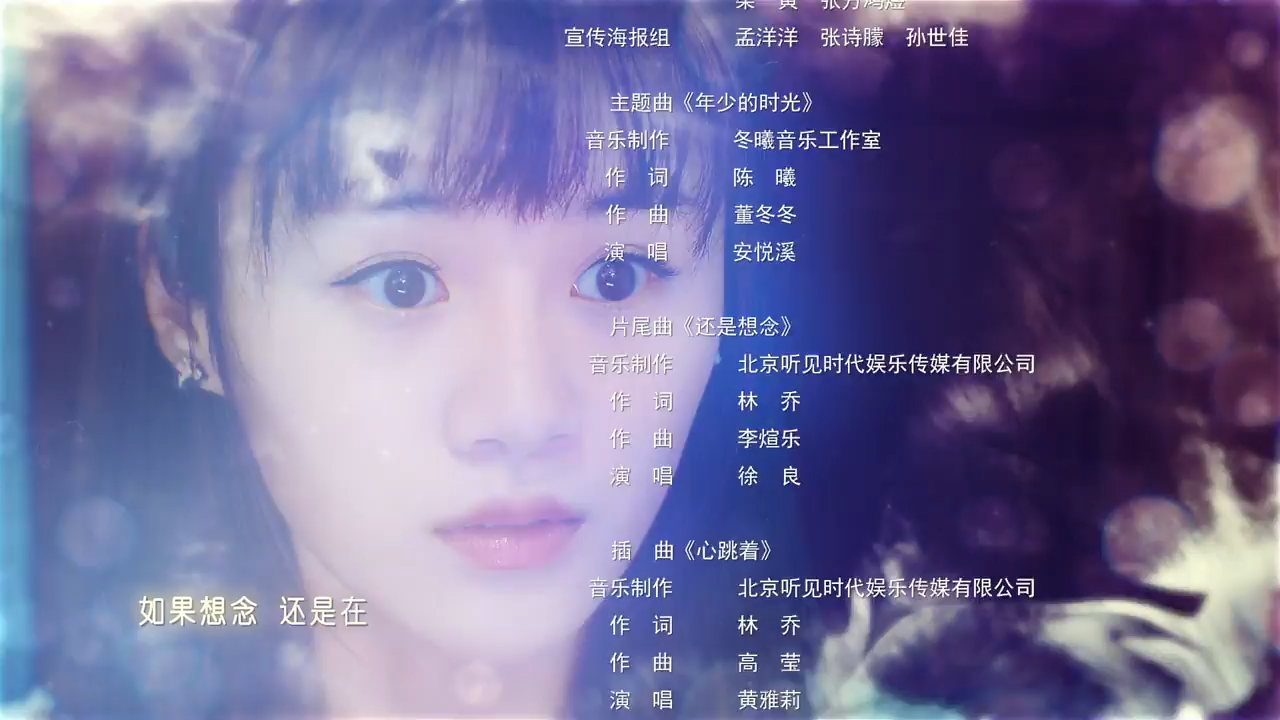 宣传海报组 孟洋洋 张诗朦 孙世佳
主题曲《年少的时光》
音乐制作 冬曦音乐工作室
作 词 陈 曦
作 曲 董冬冬
演 唱 安悦溪
片尾曲《还是想念》
音乐制作 北京听见时代娱乐传媒有限公司
作 词 林 乔
作 曲 李煊乐
演 唱 徐 良
插 曲《心跳着》
音乐制作 北京听见时代娱乐传媒有限公司
如果想念 还是在
作 词 林 乔
作 曲 高 莹
演 唱 黄雅莉